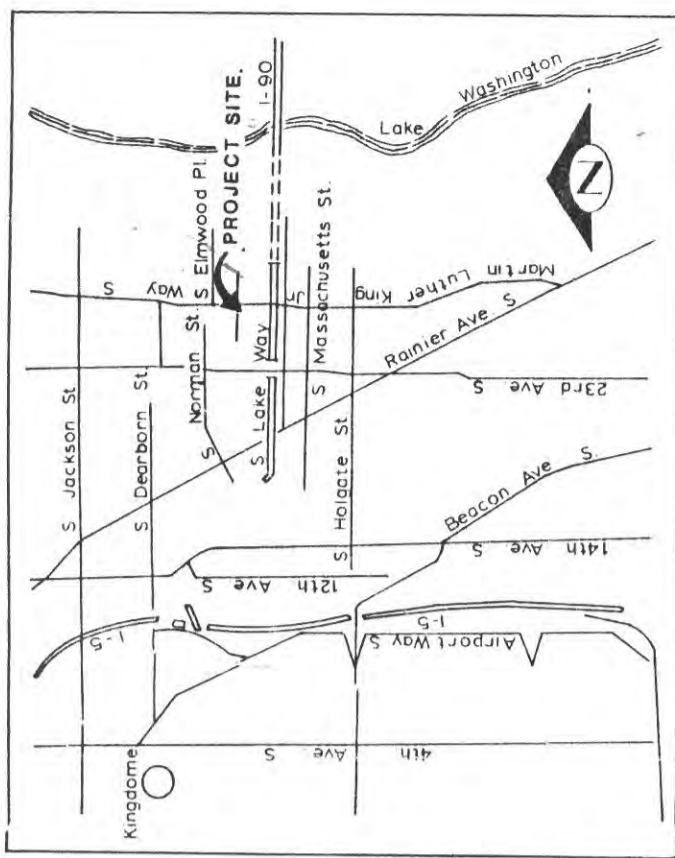 Lake
Washington
I-90
PROJECT SITE.
S Elmwood Pl.
S Norman St.
S Massachusetts St.
Martin Luther King Jr Way S
N
S Lake Way
Rainier Ave S
23rd Ave S
S Jackson St
S Dearborn St.
S Holgate St
Beacon Ave S.
14th Ave S
12th Ave S
I-5
I-5
Airport Way S
4th Ave S
Kingdome